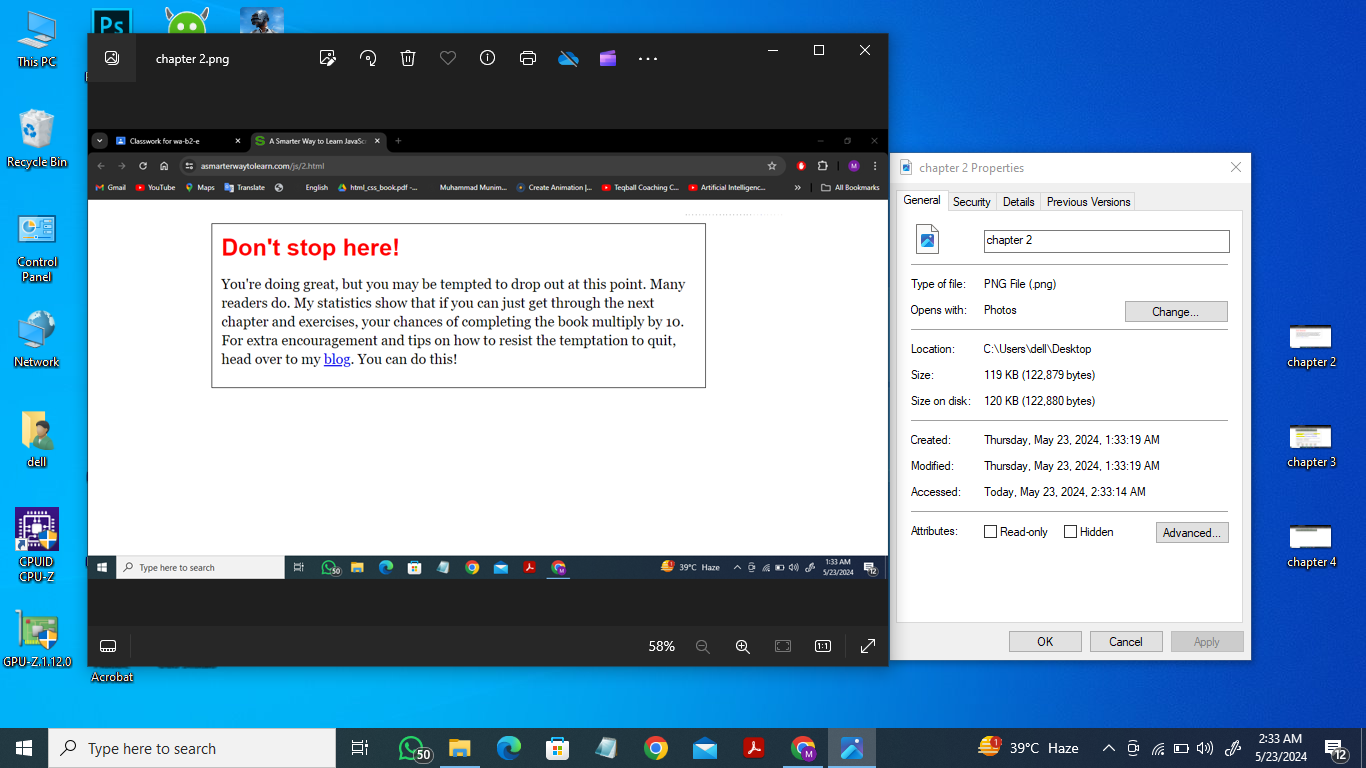 This PC
Recycle Bin
Control
Panel
Network
dell
CPUID
CPU-Z
GPU-Z.1.12.0
Ps
Acrobat
chapter 2.png
Classwork for wa-b2-e
A Smarter Way to Learn JavaSc
asmarterwaytolearn.com/js/2.html
M
Gmail
YouTube
Maps
Translate
English
html_css_book.pdf -...
Muhammad Munim...
Create Animation |...
Teqball Coaching C...
Artificial Intelligenc...
»
All Bookmarks
Don't stop here!
You're doing great, but you may be tempted to drop out at this point. Many
readers do. My statistics show that if you can just get through the next
chapter and exercises, your chances of completing the book multiply by 10.
For extra encouragement and tips on how to resist the temptation to quit,
head over to my blog. You can do this!
Type here to search
50
M
39°C Haze
1:33 AM
5/23/2024
12
58%
1:1
chapter 2 Properties
General
Security
Details
Previous Versions
chapter 2
Type of file: PNG File (.png)
Opens with: Photos
Change...
Location: C:\Users\dell\Desktop
Size: 119 KB (122,879 bytes)
Size on disk: 120 KB (122,880 bytes)
Created: Thursday, May 23, 2024, 1:33:19 AM
Modified: Thursday, May 23, 2024, 1:33:19 AM
Accessed: Today, May 23, 2024, 2:33:14 AM
Attributes: Read-only Hidden Advanced...
OK
Cancel
Apply
chapter 2
chapter 3
chapter 4
Type here to search
50
M
1
39°C Haze
2:33 AM
5/23/2024
12